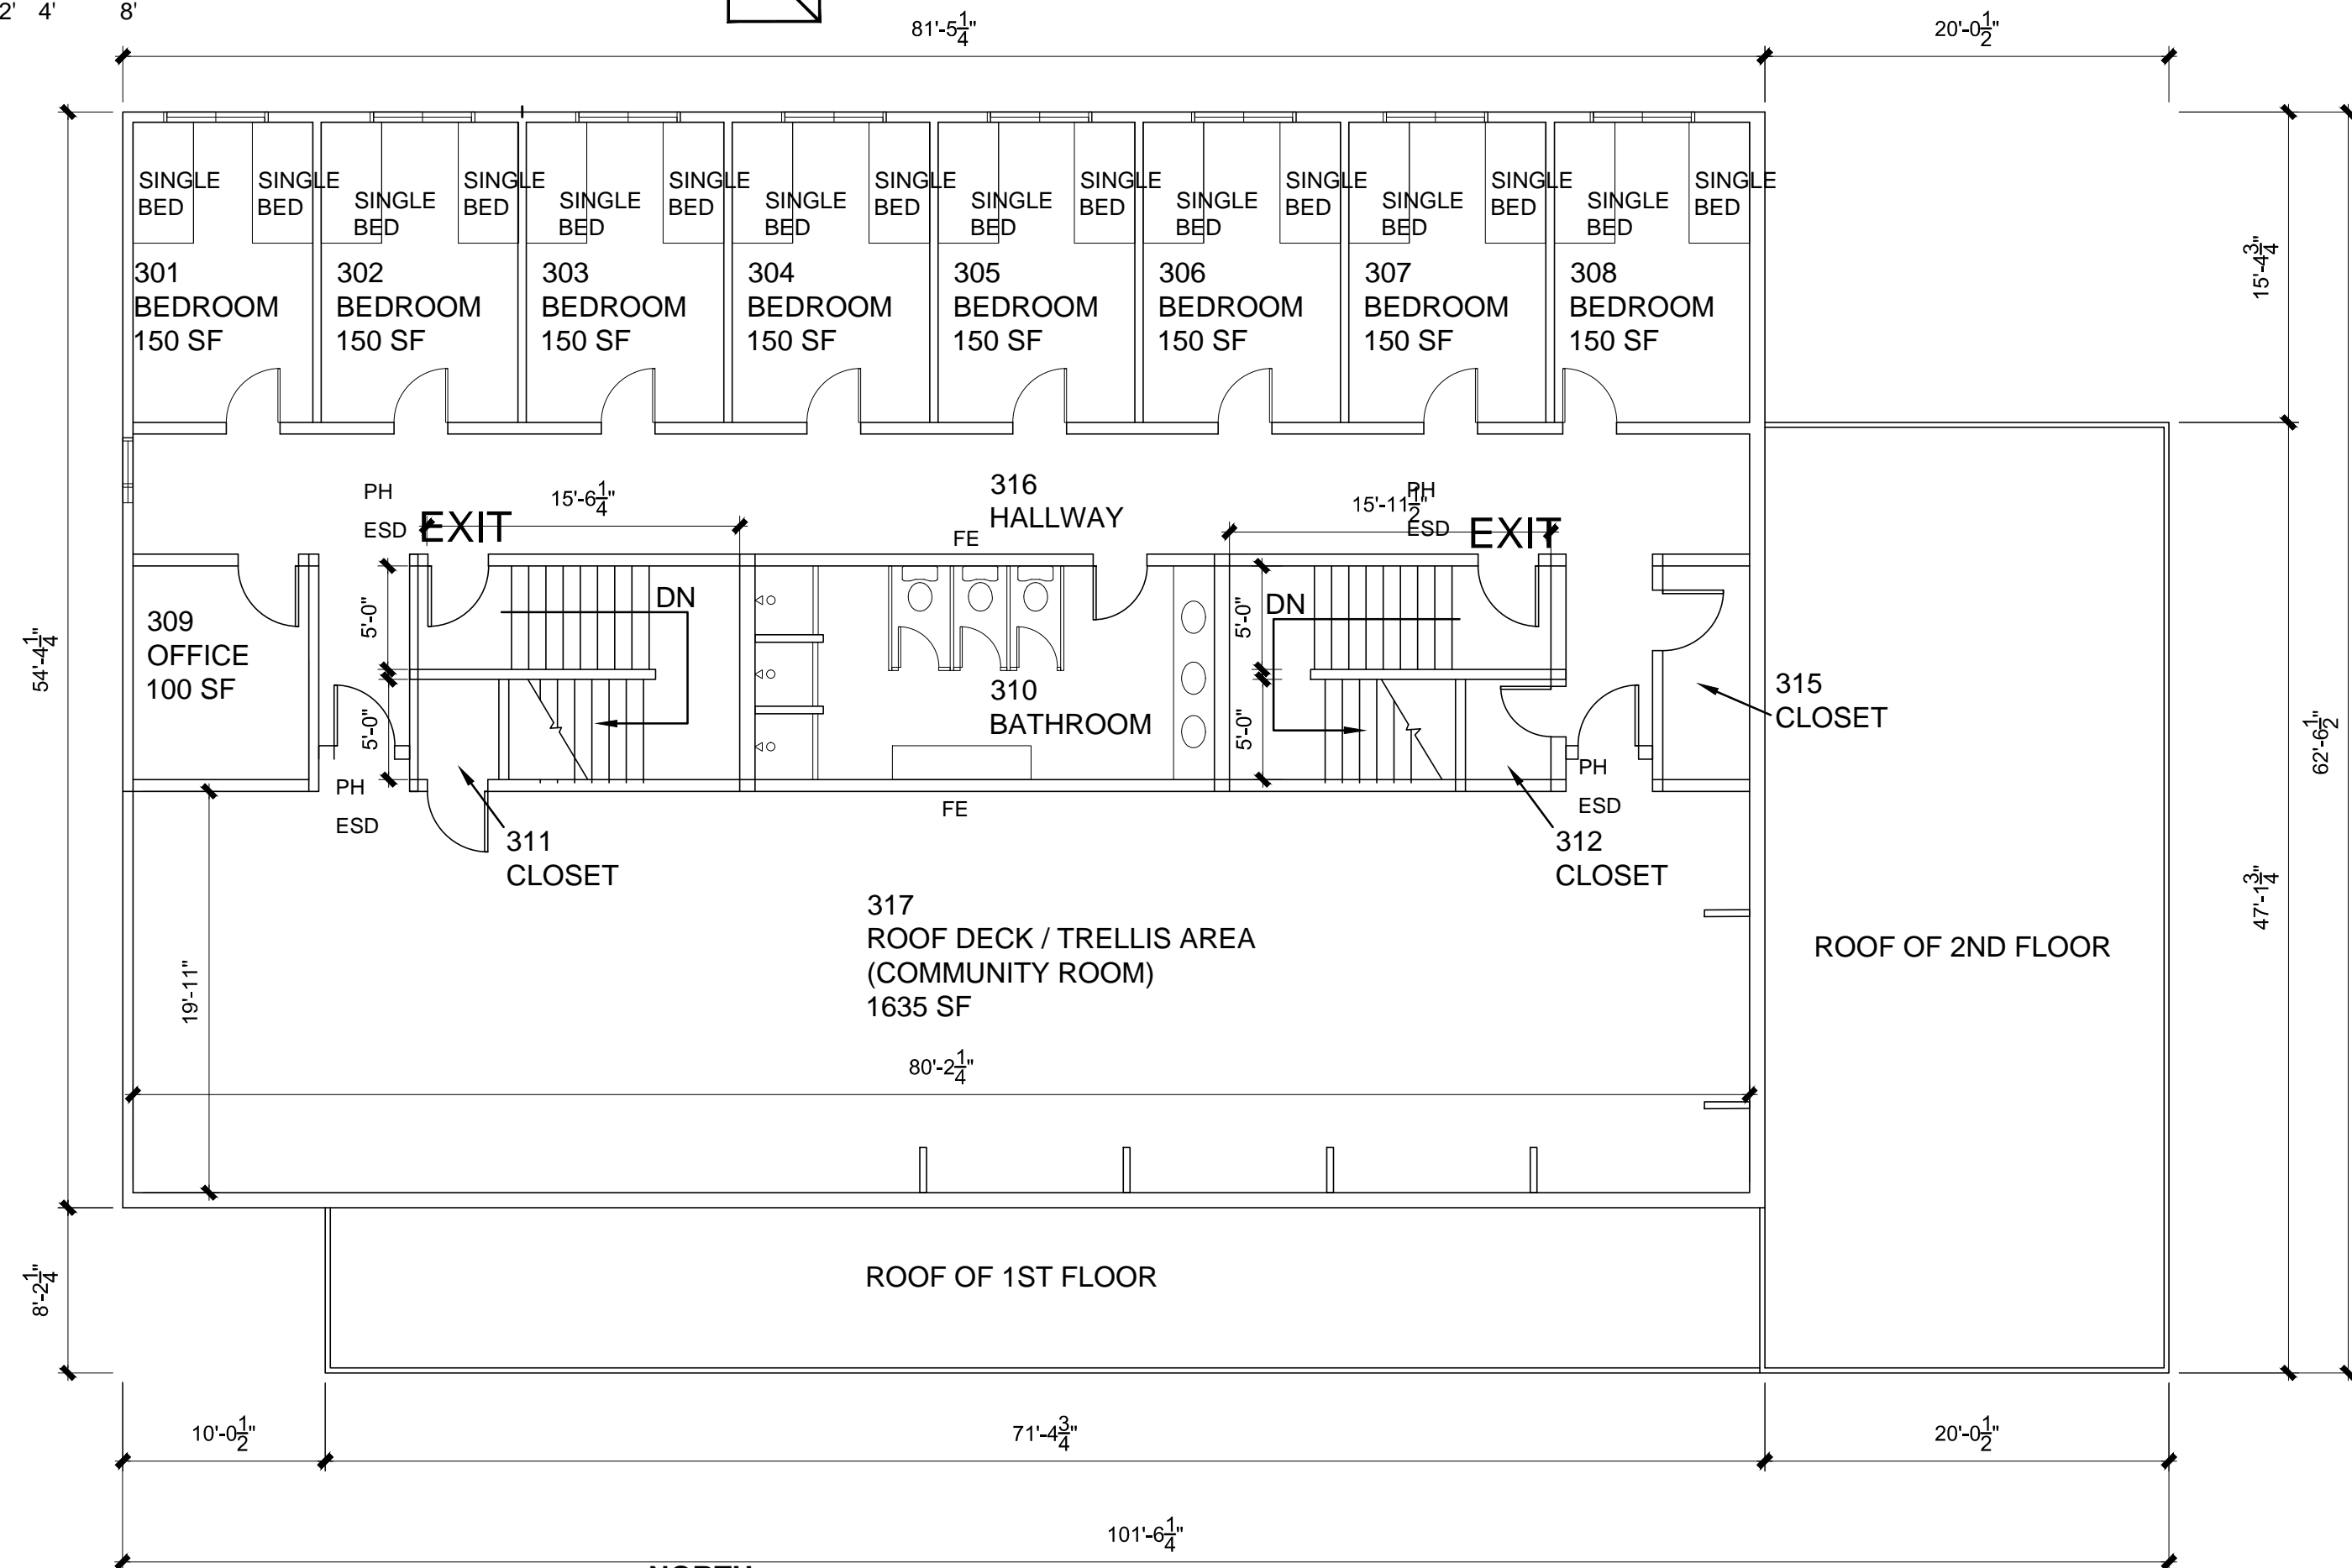 2' 4' 8'
81'-5 1/4"
20'-0 1/2"
SINGLE
BED
SINGLE
BED
SINGLE
BED
SINGLE
BED
SINGLE
BED
SINGLE
BED
SINGLE
BED
SINGLE
BED
SINGLE
BED
SINGLE
BED
SINGLE
BED
SINGLE
BED
SINGLE
BED
SINGLE
BED
SINGLE
BED
SINGLE
BED
301
BEDROOM
150 SF
302
BEDROOM
150 SF
303
BEDROOM
150 SF
304
BEDROOM
150 SF
305
BEDROOM
150 SF
306
BEDROOM
150 SF
307
BEDROOM
150 SF
308
BEDROOM
150 SF
15'-4 3/4"
PH
ESD
EXIT
15'-6 1/4"
316
HALLWAY
FE
15'-11 1/2"
PH
ESD
EXIT
54'-4 1/4"
309
OFFICE
100 SF
5'-0"
5'-0"
DN
310
BATHROOM
5'-0"
5'-0"
DN
315
CLOSET
62'-6 1/2"
PH
ESD
311
CLOSET
FE
PH
ESD
312
CLOSET
47'-1 3/4"
19'-11"
317
ROOF DECK / TRELLIS AREA
(COMMUNITY ROOM)
1635 SF
ROOF OF 2ND FLOOR
80'-2 1/4"
8'-2 1/4"
ROOF OF 1ST FLOOR
10'-0 1/2"
71'-4 3/4"
20'-0 1/2"
101'-6 1/4"
NORTH